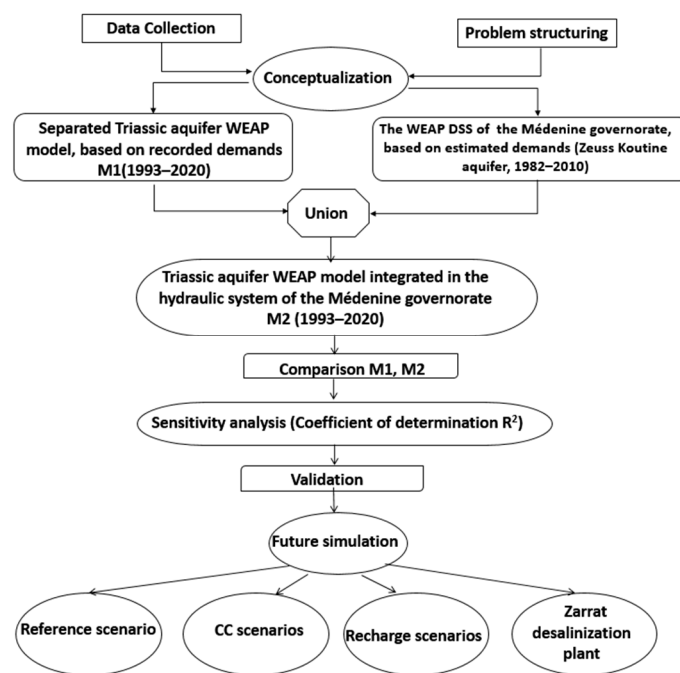 Data Collection
Problem structuring
Conceptualization
Separated Triassic aquifer WEAP
model, based on recorded demands
M1(1993–2020)
The WEAP DSS of the Médenine governorate,
based on estimated demands (Zeuss Koutine
aquifer, 1982–2010)
Union
Triassic aquifer WEAP model integrated in the
hydraulic system of the Médenine governorate
M2 (1993–2020)
Comparison M1, M2
Sensitivity analysis (Coefficient of determination R²)
Validation
Future simulation
Reference scenario
CC scenarios
Recharge scenarios
Zarrat
desalinization
plant